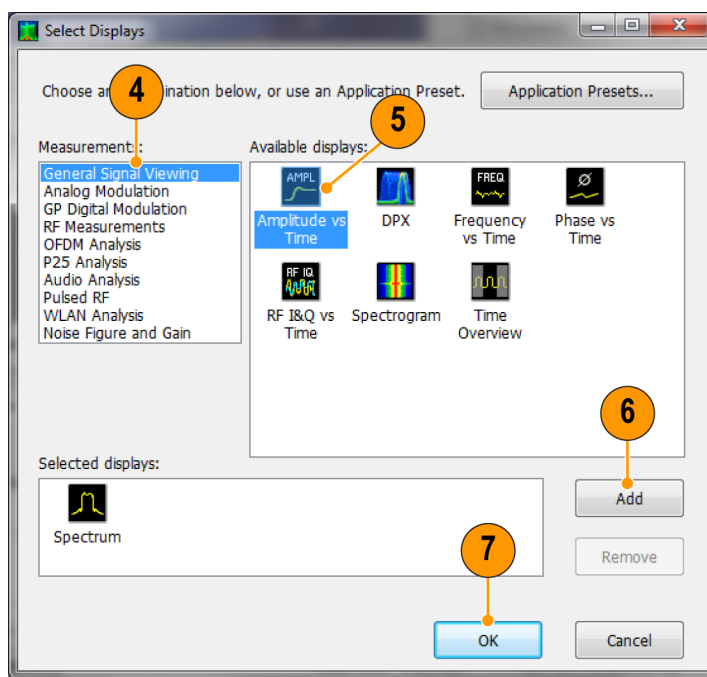 Select Displays
Choose an ination below, or use an Application Preset.
Application Presets...
4
5
Measurements:
Available displays:
General Signal Viewing
Analog Modulation
GP Digital Modulation
RF Measurements
OFDM Analysis
P25 Analysis
Audio Analysis
Pulsed RF
WLAN Analysis
Noise Figure and Gain
AMPL
Amplitude vs
Time
DPX
FREQ
Frequency
vs Time
Ø
Phase vs
Time
RF IQ
RF I&Q vs
Time
Spectrogram
Time
Overview
6
Selected displays:
Spectrum
Add
Remove
7
OK
Cancel